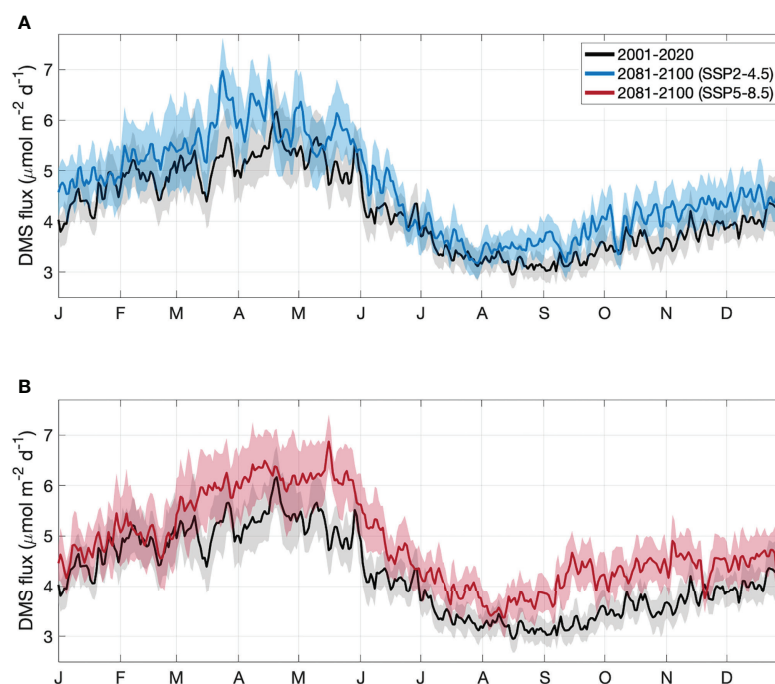 A
DMS flux (μmol m⁻² d⁻¹)
7
6
5
4
3
2001-2020
2081-2100 (SSP2-4.5)
2081-2100 (SSP5-8.5)
J F M A M J J A S O N D
B
DMS flux (μmol m⁻² d⁻¹)
7
6
5
4
3
J F M A M J J A S O N D